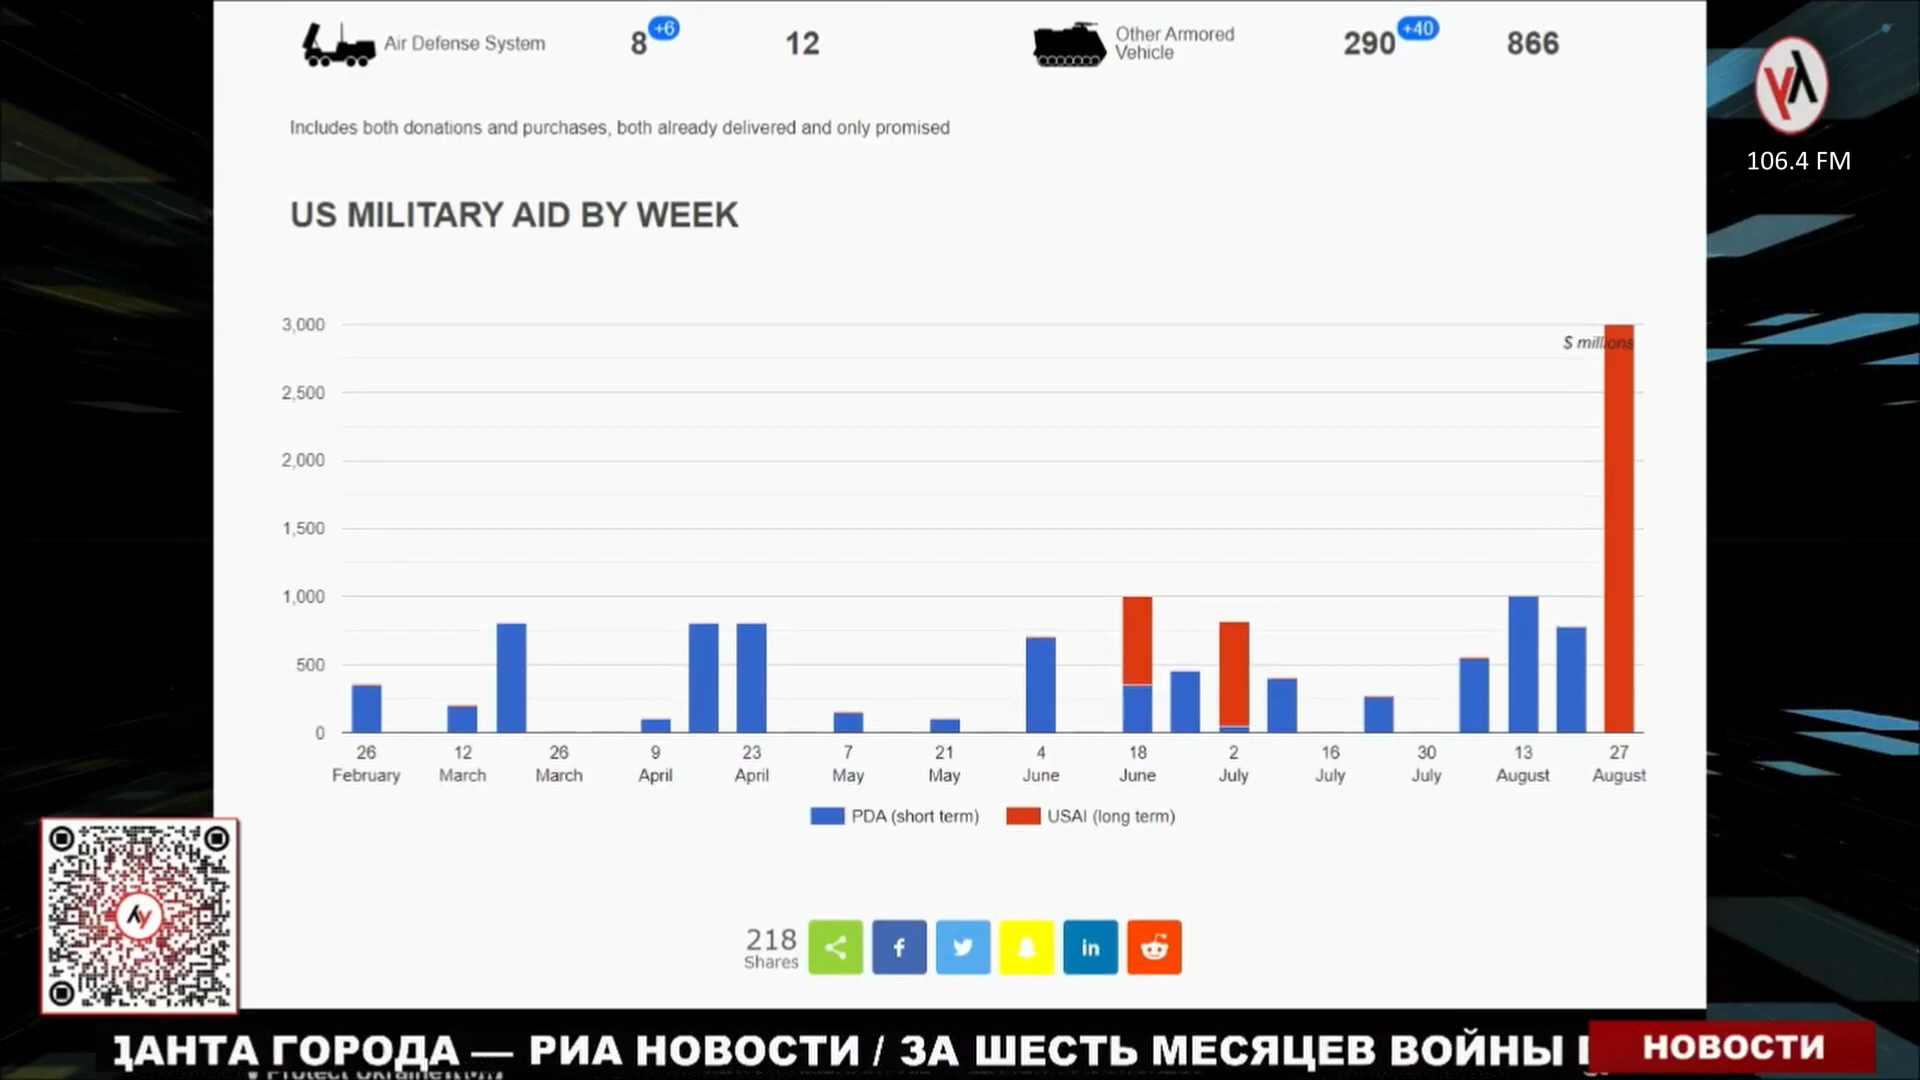 Air Defense System 8 +6 12
Other Armored Vehicle 290 +40 866
106.4 FM
Includes both donations and purchases, both already delivered and only promised
US MILITARY AID BY WEEK
$ millions
3,000
2,500
2,000
1,500
1,000
500
0
26 February
12 March
26 March
9 April
23 April
7 May
21 May
4 June
18 June
2 July
16 July
30 July
13 August
27 August
PDA (short term) USAI (long term)
218 Shares
ДАНТА ГОРОДА — РИА НОВОСТИ / ЗА ШЕСТЬ МЕСЯЦЕВ ВОЙНЫ
НОВОСТИ